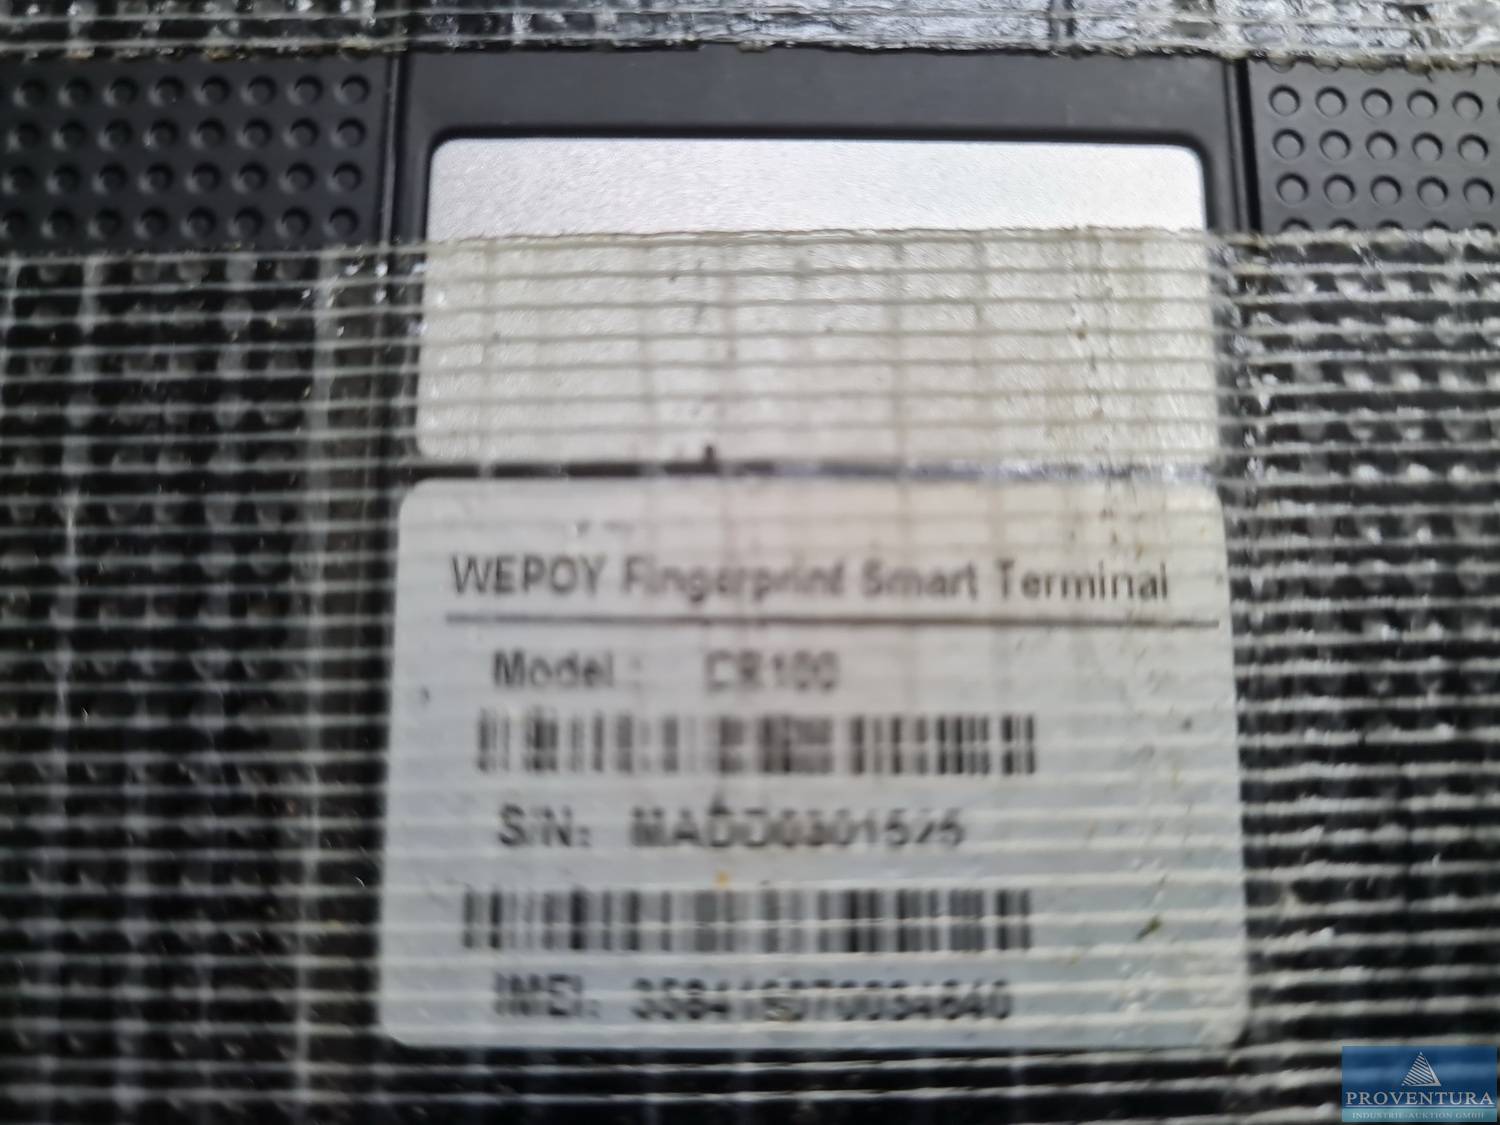 WEPOY Fingerprint Smart Terminal
Model: CR100
S/N:
IMEI:
PROVENTURA
INDUSTRIE-AUKTION GMBH